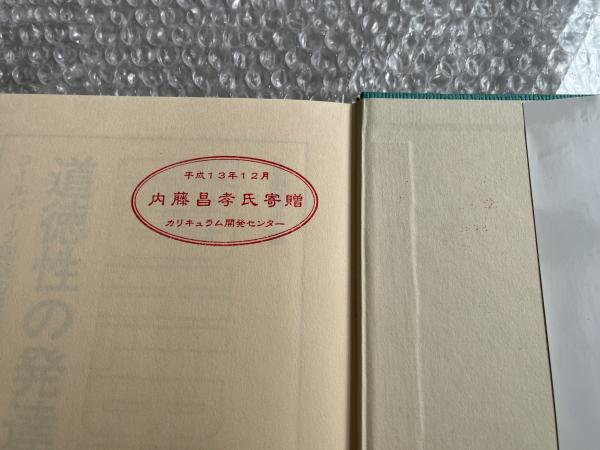 平成13年12月
内藤昌孝氏寄贈
カリキュラム開発センター
道徳性の発達